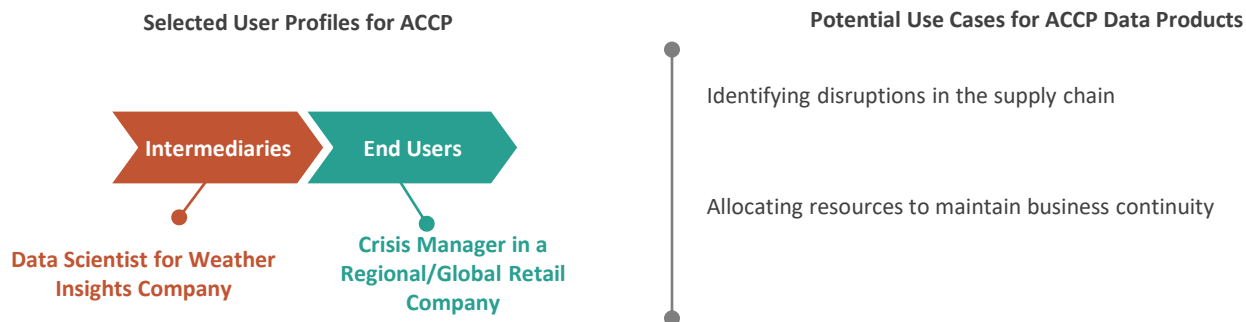 Selected User Profiles for ACCP
Intermediaries
End Users
Data Scientist for Weather
Insights Company
Crisis Manager in a
Regional/Global Retail
Company
Potential Use Cases for ACCP Data Products
Identifying disruptions in the supply chain
Allocating resources to maintain business continuity